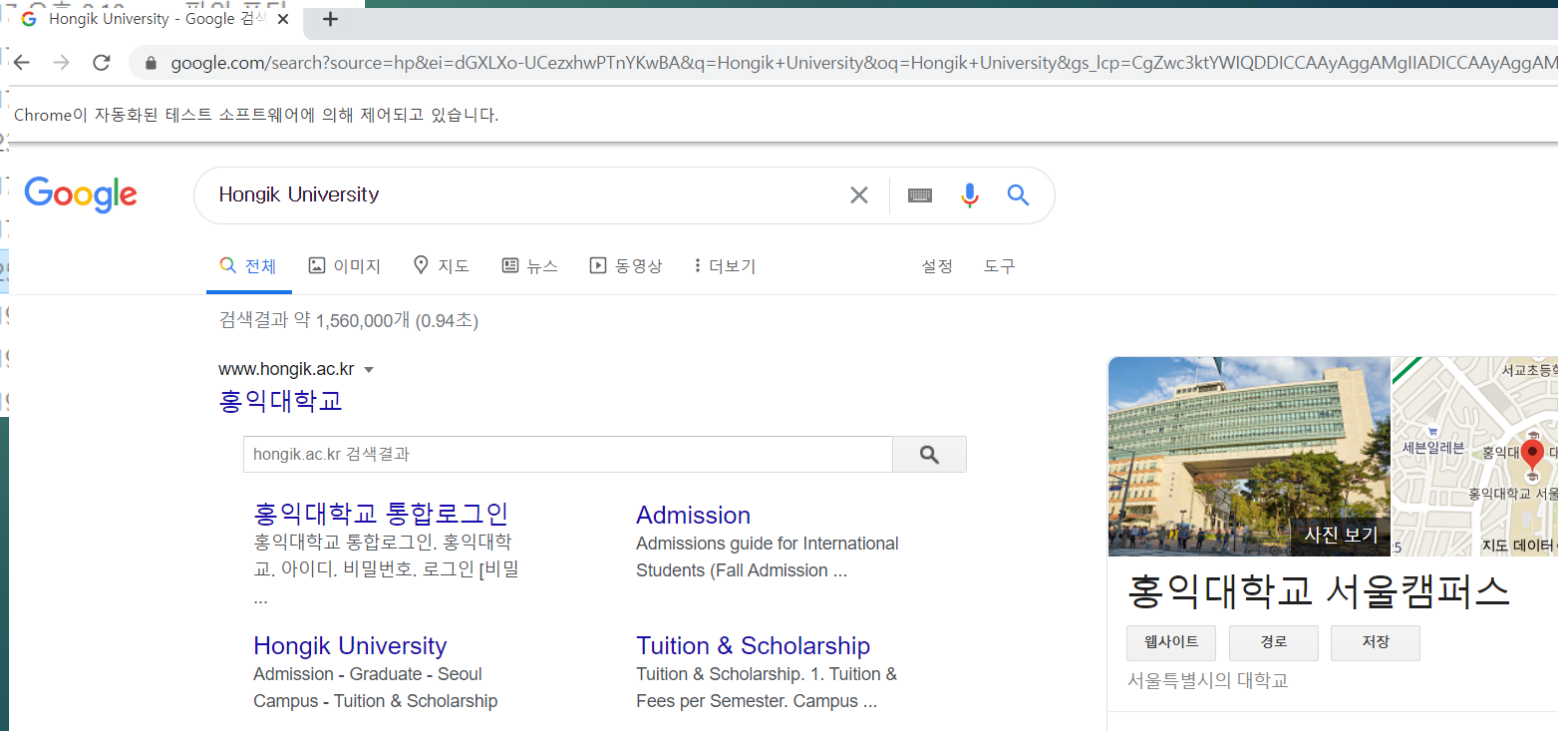 Hongik University - Google 검색
google.com/search?source=hp&ei=dGXLXo-UCezxhwPTnYKwBA&q=Hongik+University&oq=Hongik+University&gs_lcp=CgZwc3ktYWIQDDICCAAyAggAMgIIADICCAAyAggAM
Chrome이 자동화된 테스트 소프트웨어에 의해 제어되고 있습니다.
Google
Hongik University
전체 이미지 지도 뉴스 동영상 더보기 설정 도구
검색결과 약 1,560,000개 (0.94초)
www.hongik.ac.kr
홍익대학교
hongik.ac.kr 검색결과
홍익대학교 통합로그인
홍익대학교 통합로그인. 홍익대학
교. 아이디. 비밀번호. 로그인 [비밀
...
Admission
Admissions guide for International
Students (Fall Admission ...
Hongik University
Admission - Graduate - Seoul
Campus - Tuition & Scholarship
Tuition & Scholarship
Tuition & Scholarship. 1. Tuition &
Fees per Semester. Campus ...
사진 보기
서교초등학
세븐일레븐
홍익대
홍익대학교 서울
지도 데이터
홍익대학교 서울캠퍼스
웹사이트 경로 저장
서울특별시의 대학교